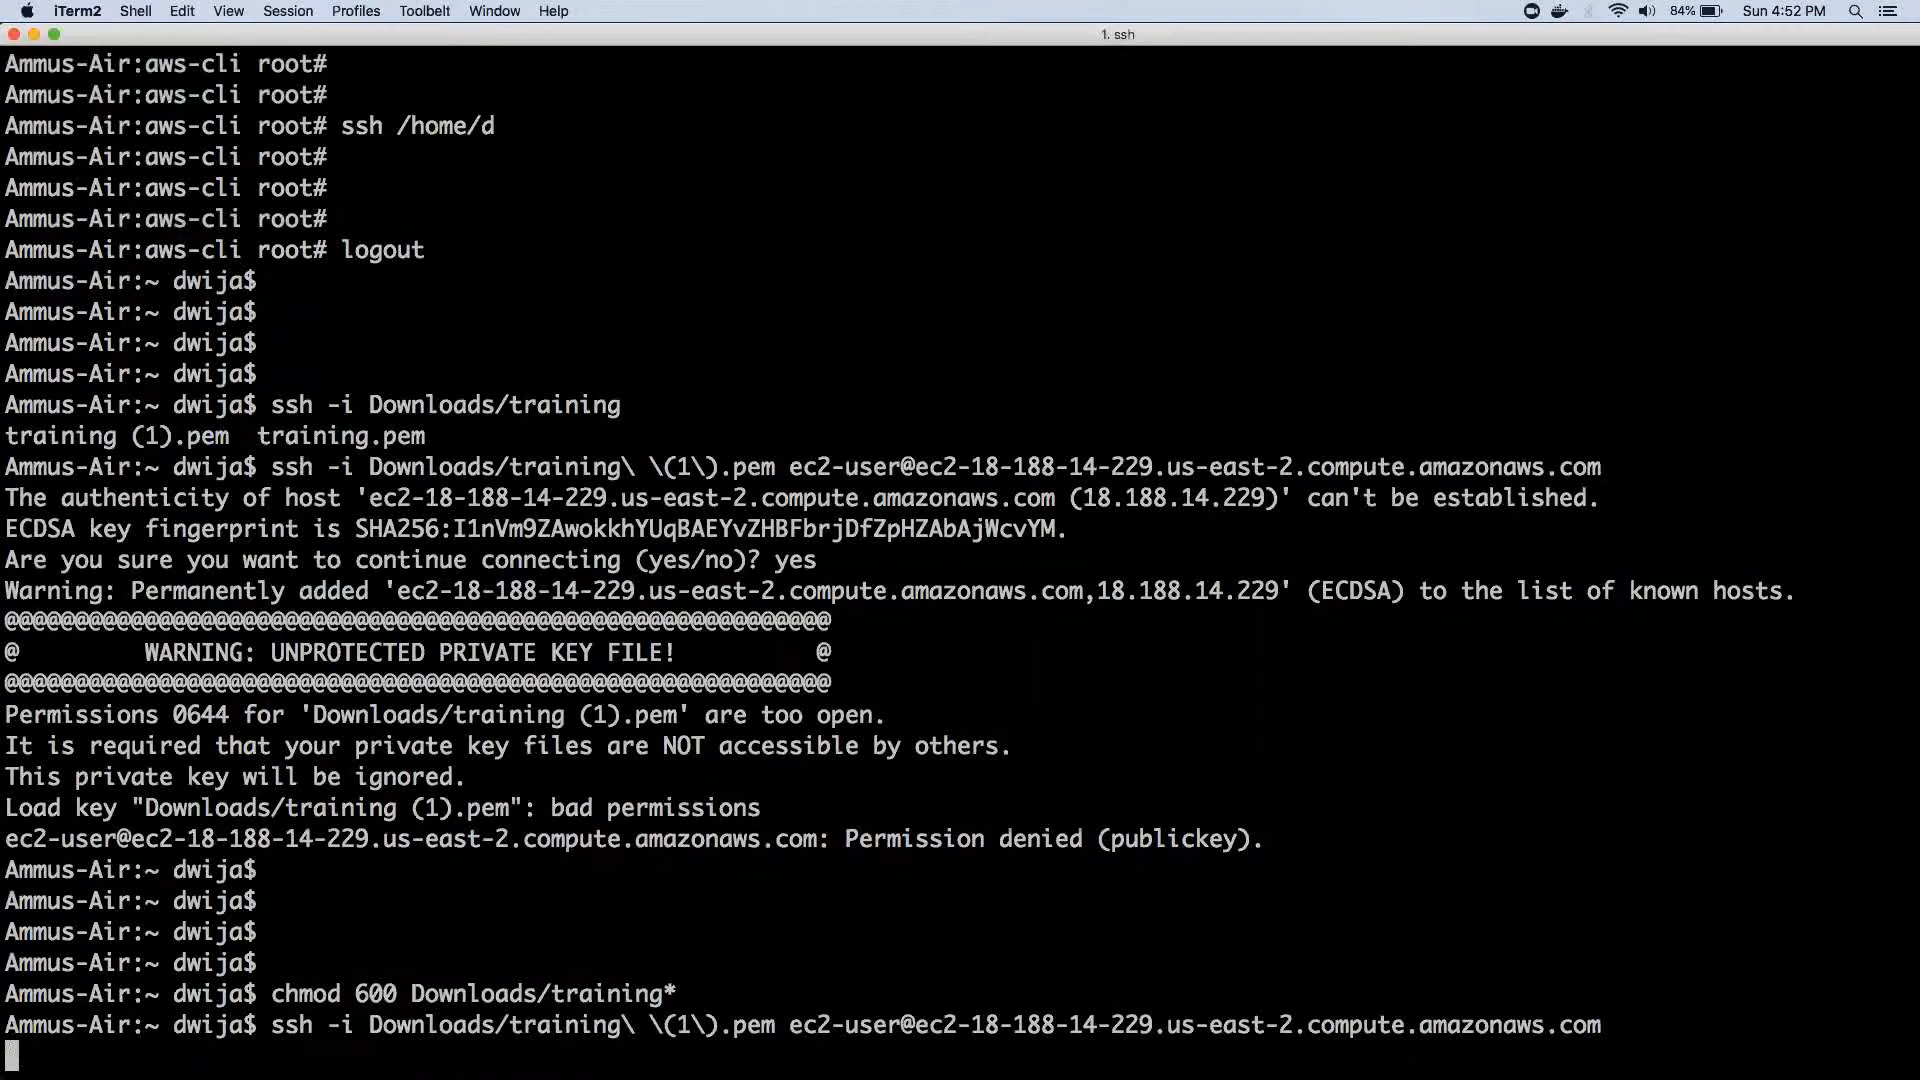 iTerm2 Shell Edit View Session Profiles Toolbelt Window Help 84% Sun 4:52 PM
1. ssh
Ammus-Air:aws-cli root#
Ammus-Air:aws-cli root#
Ammus-Air:aws-cli root# ssh /home/d
Ammus-Air:aws-cli root#
Ammus-Air:aws-cli root#
Ammus-Air:aws-cli root#
Ammus-Air:aws-cli root# logout
Ammus-Air:~ dwija$
Ammus-Air:~ dwija$
Ammus-Air:~ dwija$
Ammus-Air:~ dwija$
Ammus-Air:~ dwija$ ssh -i Downloads/training
training (1).pem  training.pem
Ammus-Air:~ dwija$ ssh -i Downloads/training\ \(1\).pem ec2-user@ec2-18-188-14-229.us-east-2.compute.amazonaws.com
The authenticity of host 'ec2-18-188-14-229.us-east-2.compute.amazonaws.com (18.188.14.229)' can't be established.
ECDSA key fingerprint is SHA256:I1nVm9ZAwokkhYUqBAEYvZHBFbrjDfZpHZAbAjWcvYM.
Are you sure you want to continue connecting (yes/no)? yes
Warning: Permanently added 'ec2-18-188-14-229.us-east-2.compute.amazonaws.com,18.188.14.229' (ECDSA) to the list of known hosts.
@@@@@@@@@@@@@@@@@@@@@@@@@@@@@@@@@@@@@@@@@@@@@@@@@@@@@@@@@@@
@         WARNING: UNPROTECTED PRIVATE KEY FILE!          @
@@@@@@@@@@@@@@@@@@@@@@@@@@@@@@@@@@@@@@@@@@@@@@@@@@@@@@@@@@@
Permissions 0644 for 'Downloads/training (1).pem' are too open.
It is required that your private key files are NOT accessible by others.
This private key will be ignored.
Load key "Downloads/training (1).pem": bad permissions
ec2-user@ec2-18-188-14-229.us-east-2.compute.amazonaws.com: Permission denied (publickey).
Ammus-Air:~ dwija$
Ammus-Air:~ dwija$
Ammus-Air:~ dwija$
Ammus-Air:~ dwija$
Ammus-Air:~ dwija$ chmod 600 Downloads/training*
Ammus-Air:~ dwija$ ssh -i Downloads/training\ \(1\).pem ec2-user@ec2-18-188-14-229.us-east-2.compute.amazonaws.com